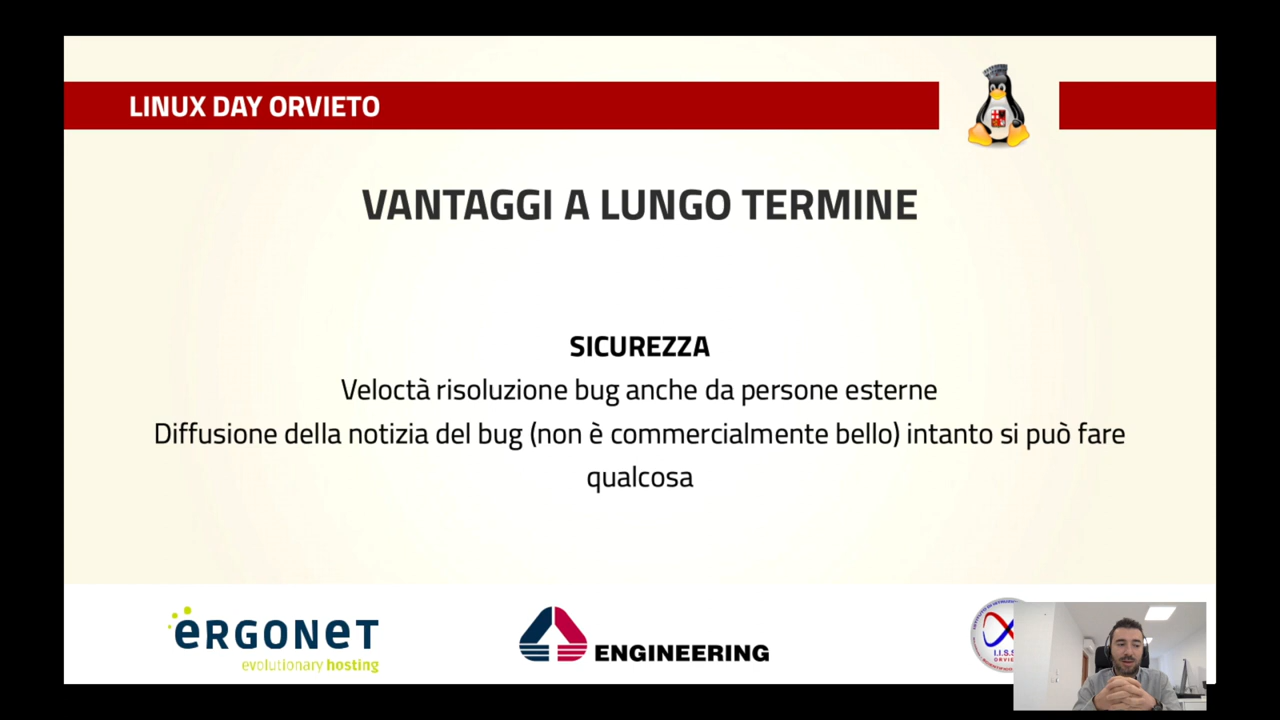 LINUX DAY ORVIETO
VANTAGGI A LUNGO TERMINE
SICUREZZA
Veloctà risoluzione bug anche da persone esterne
Diffusione della notizia del bug (non è commercialmente bello) intanto si può fare
qualcosa
eRGONeT
evolutionary hosting
ENGINEERING